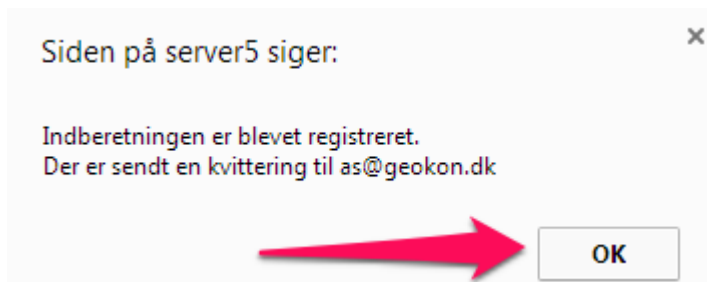 Siden på server5 siger:
Indberetningen er blevet registreret.
Der er sendt en kvittering til as@geokon.dk
OK